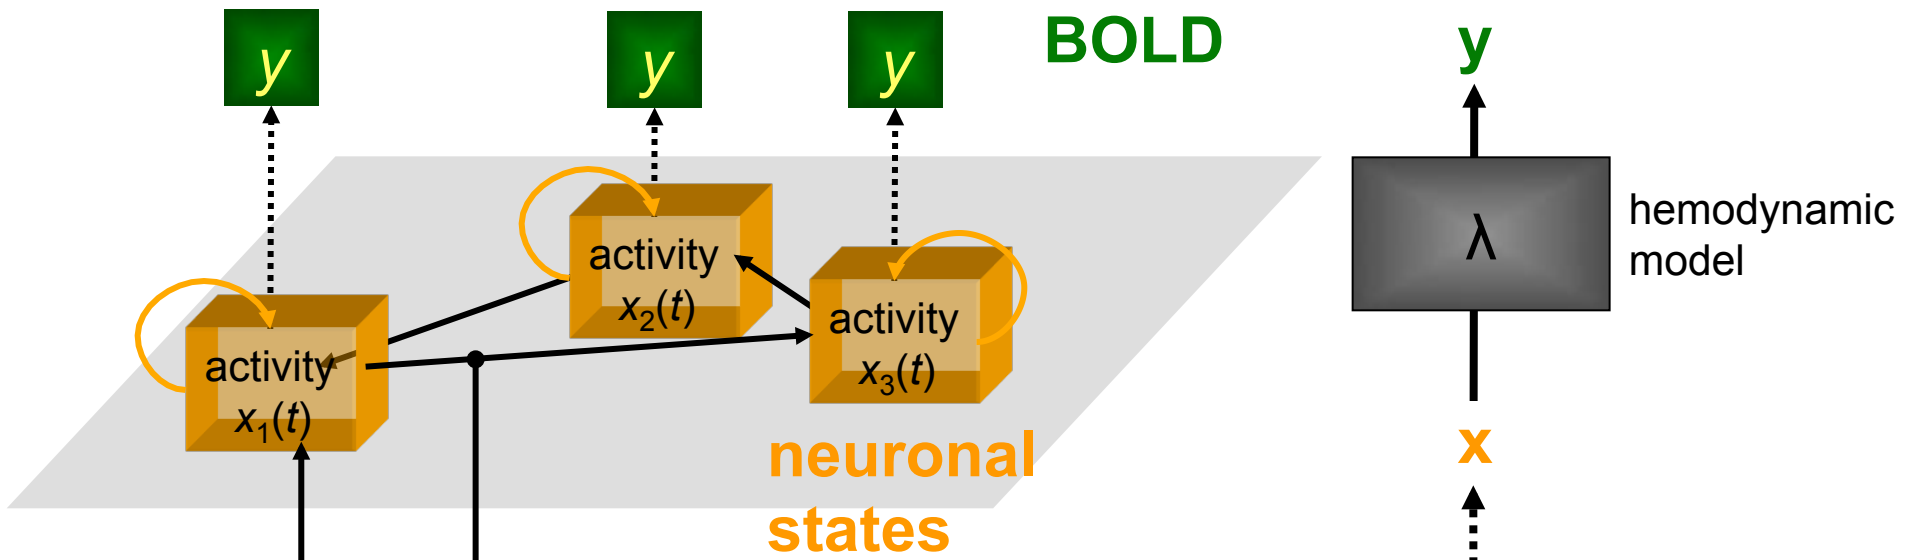 y
y
y
BOLD
y
activity
x₂(t)
activity
x₃(t)
activity
x₁(t)
λ
hemodynamic
model
neuronal
states
x